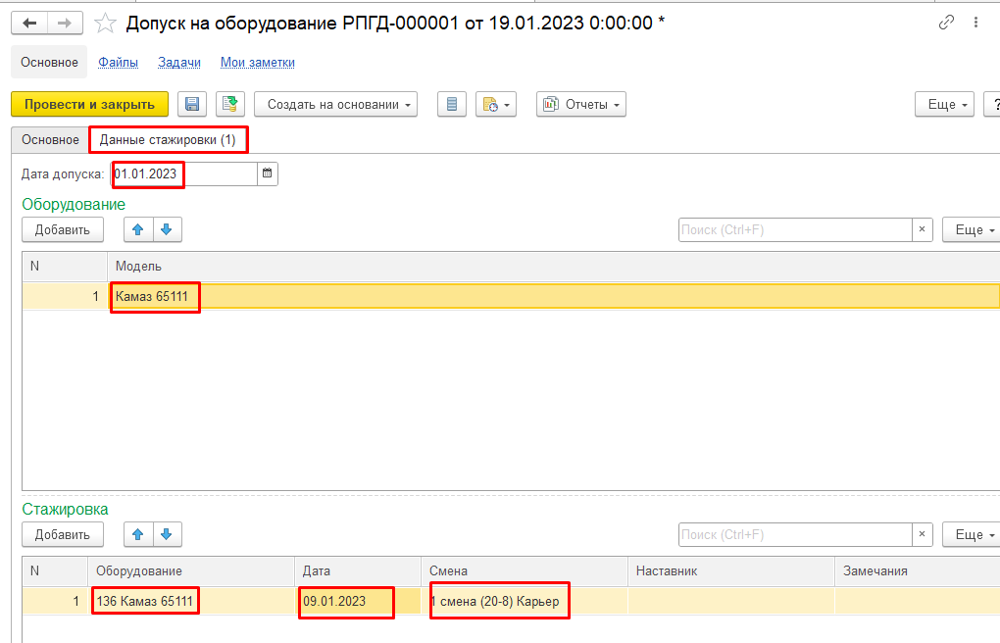 Допуск на оборудование РПГД-000001 от 19.01.2023 0:00:00 *
Основное Файлы Задачи Мои заметки
Провести и закрыть Создать на основании Отчеты Еще ?
Основное Данные стажировки (1)
Дата допуска: 01.01.2023
Оборудование
Добавить Поиск (Ctrl+F) × Еще
N Модель
1 Камаз 65111
Стажировка
Добавить Поиск (Ctrl+F) × Еще
N Оборудование Дата Смена Наставник Замечания
1 136 Камаз 65111 09.01.2023 1 смена (20-8) Карьер